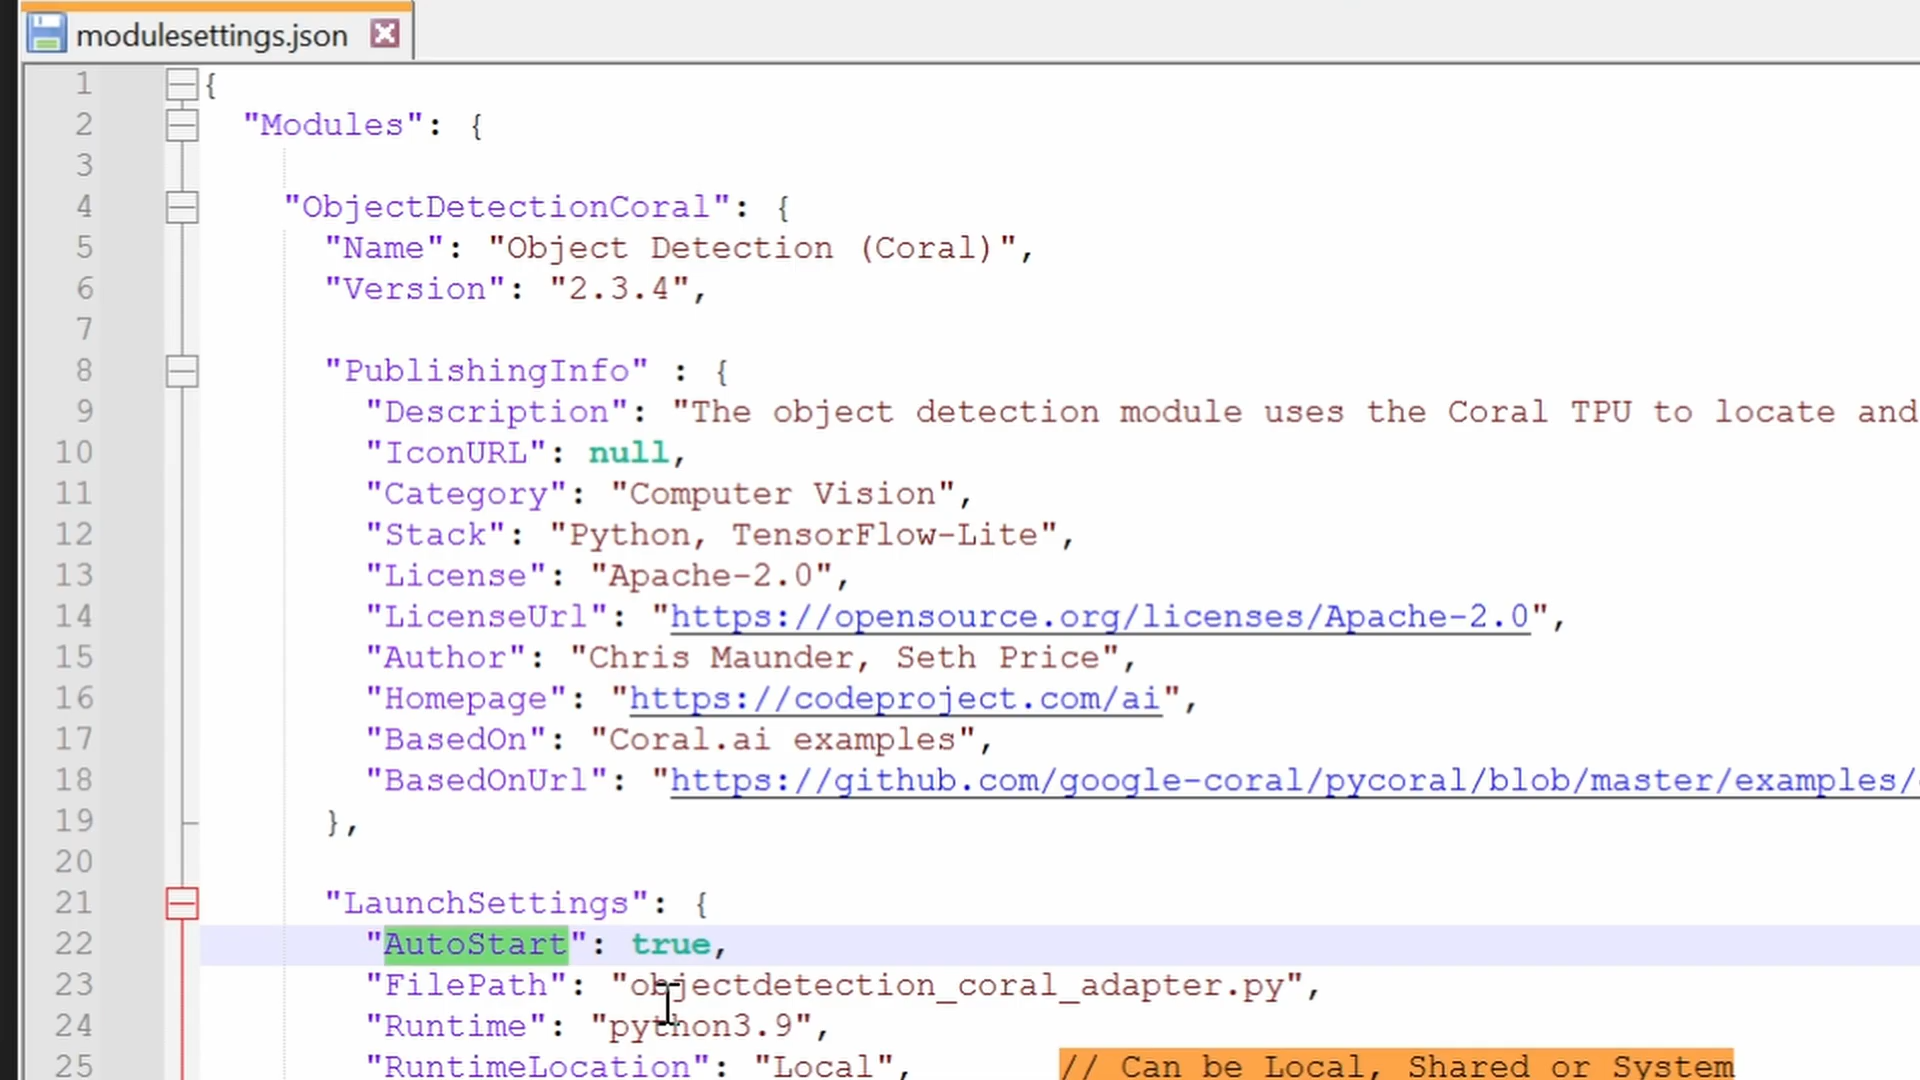 modulesettings.json
1 {
2 "Modules": {
3
4 "ObjectDetectionCoral": {
5 "Name": "Object Detection (Coral)",
6 "Version": "2.3.4",
7
8 "PublishingInfo" : {
9 "Description": "The object detection module uses the Coral TPU to locate and
10 "IconURL": null,
11 "Category": "Computer Vision",
12 "Stack": "Python, TensorFlow-Lite",
13 "License": "Apache-2.0",
14 "LicenseUrl": "https://opensource.org/licenses/Apache-2.0",
15 "Author": "Chris Maunder, Seth Price",
16 "Homepage": "https://codeproject.com/ai",
17 "BasedOn": "Coral.ai examples",
18 "BasedOnUrl": "https://github.com/google-coral/pycoral/blob/master/examples/
19 },
20
21 "LaunchSettings": {
22 "AutoStart": true,
23 "FilePath": "objectdetection_coral_adapter.py",
24 "Runtime": "python3.9",
25 "RuntimeLocation": "Local", // Can be Local, Shared or System